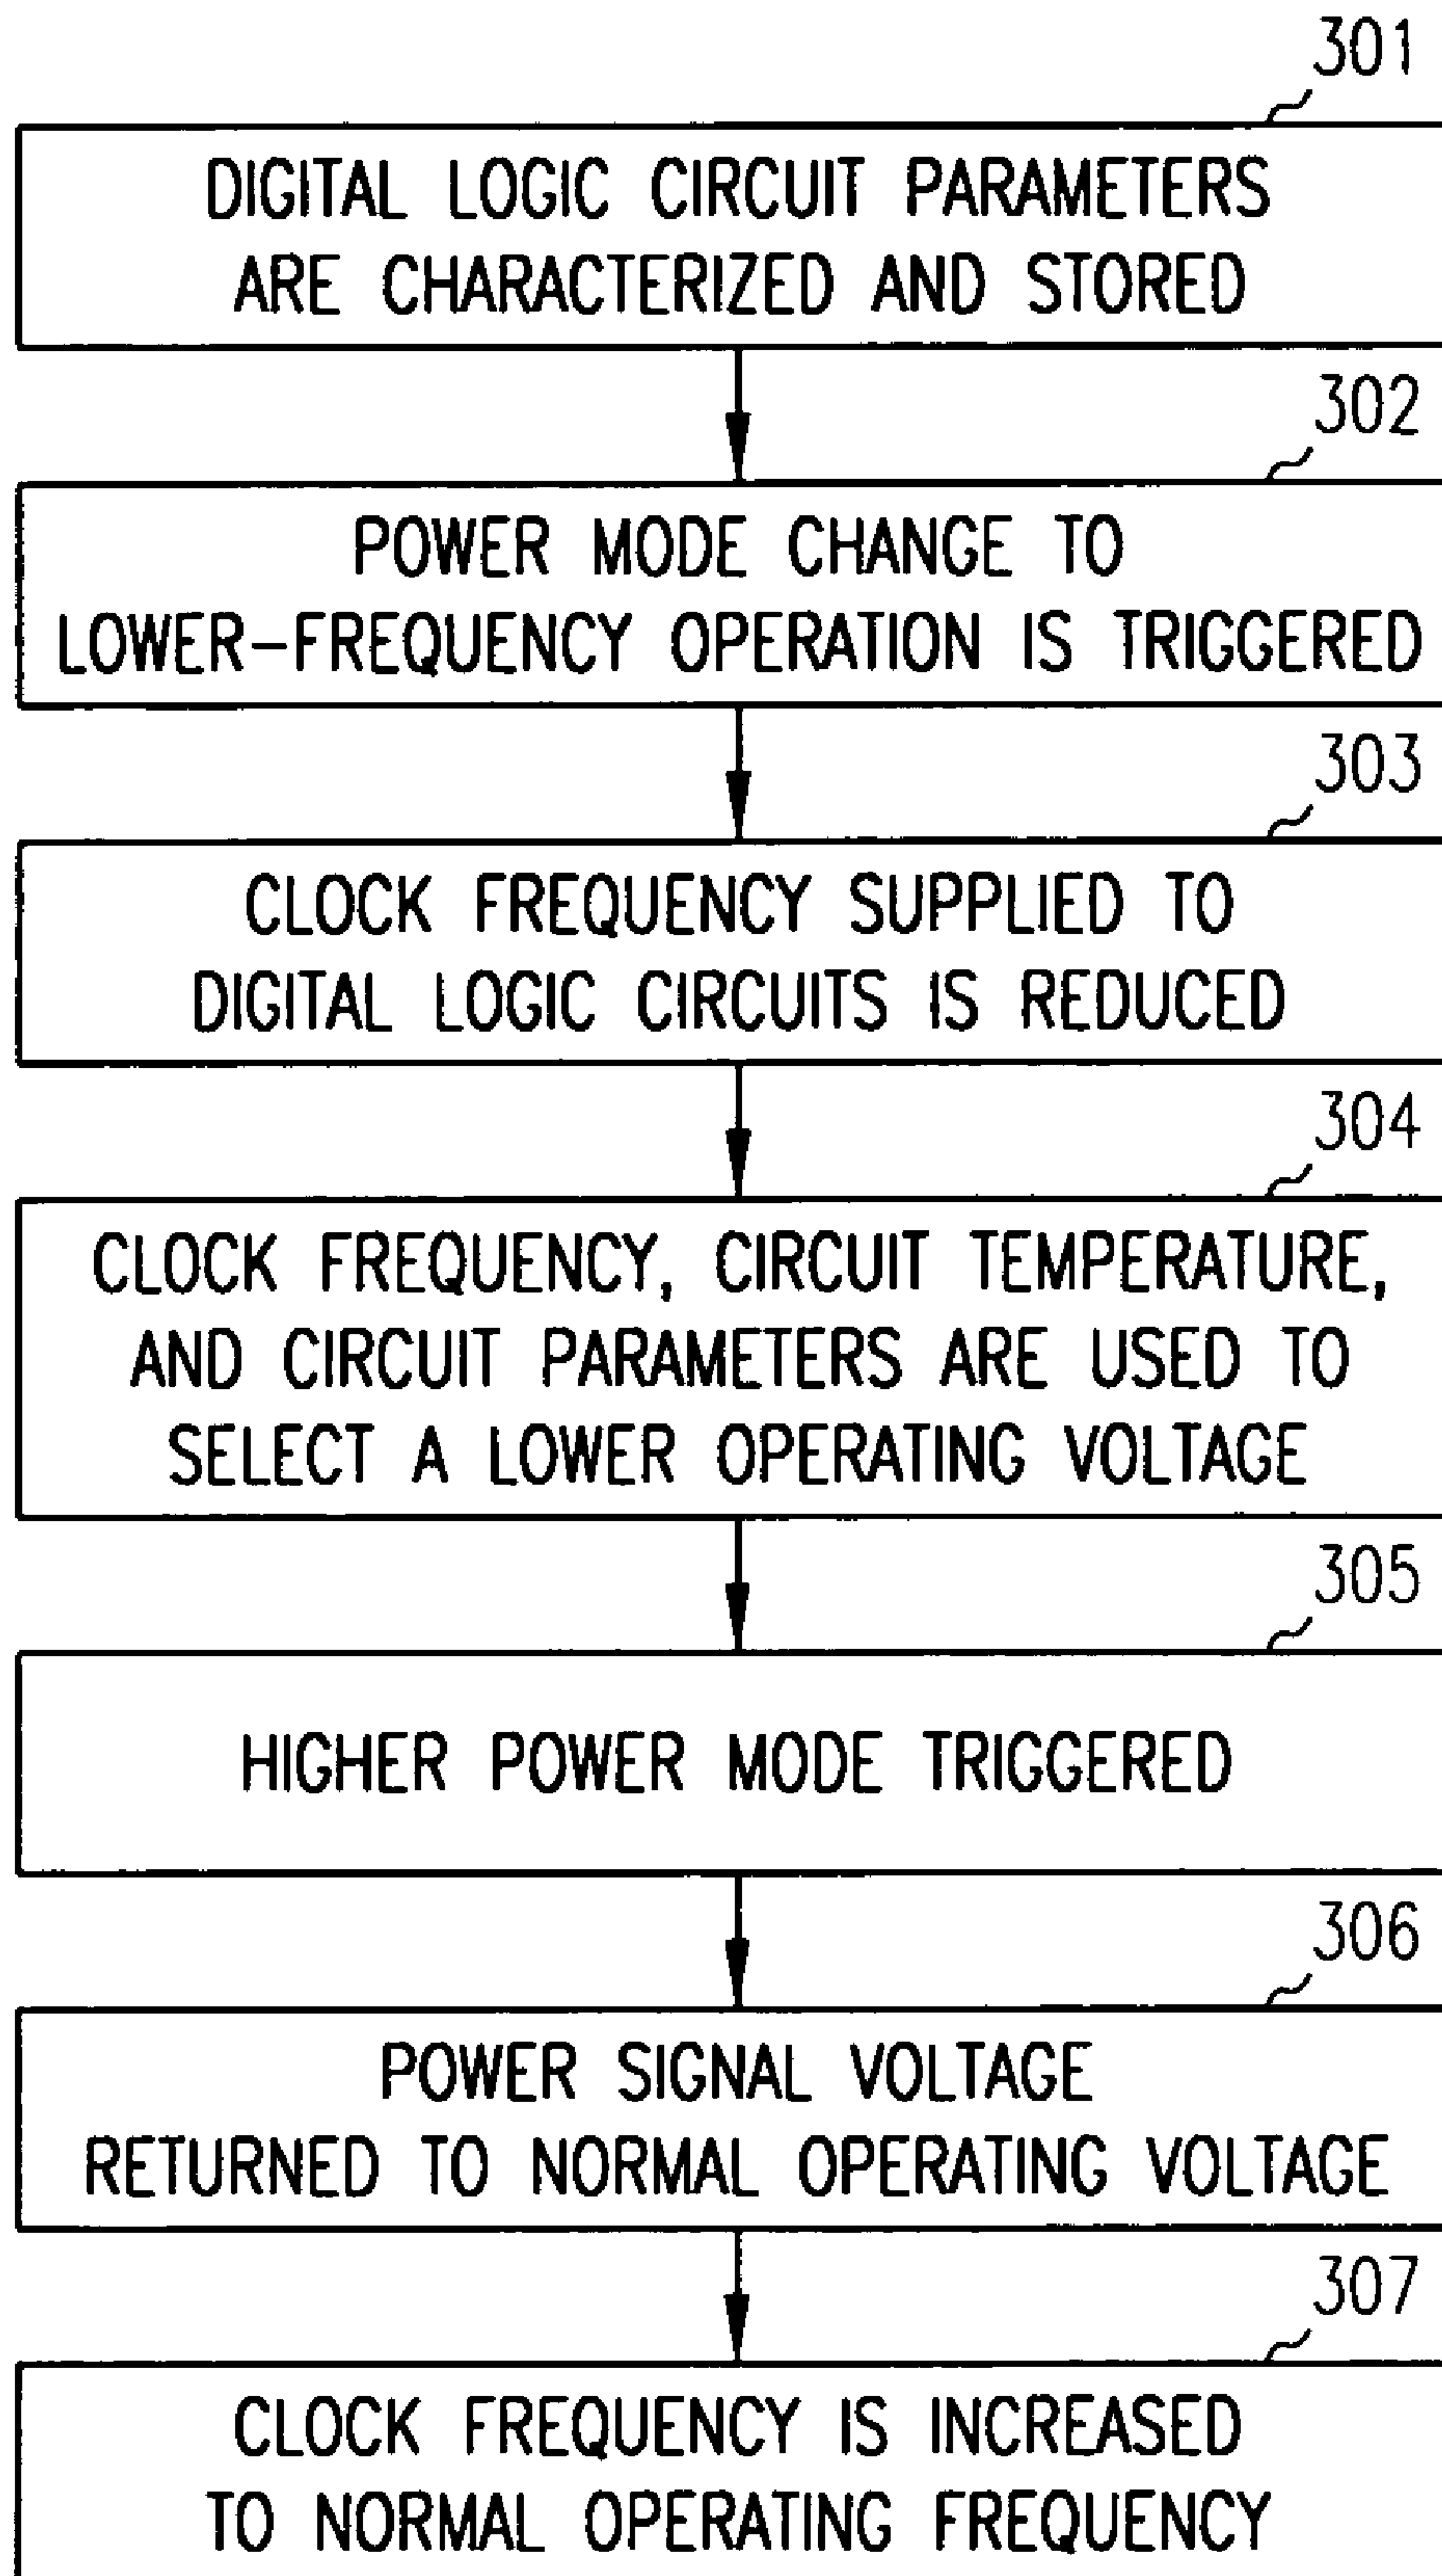 301
DIGITAL LOGIC CIRCUIT PARAMETERS
ARE CHARACTERIZED AND STORED
302
POWER MODE CHANGE TO
LOWER-FREQUENCY OPERATION IS TRIGGERED
303
CLOCK FREQUENCY SUPPLIED TO
DIGITAL LOGIC CIRCUITS IS REDUCED
304
CLOCK FREQUENCY, CIRCUIT TEMPERATURE,
AND CIRCUIT PARAMETERS ARE USED TO
SELECT A LOWER OPERATING VOLTAGE
305
HIGHER POWER MODE TRIGGERED
306
POWER SIGNAL VOLTAGE
RETURNED TO NORMAL OPERATING VOLTAGE
307
CLOCK FREQUENCY IS INCREASED
TO NORMAL OPERATING FREQUENCY